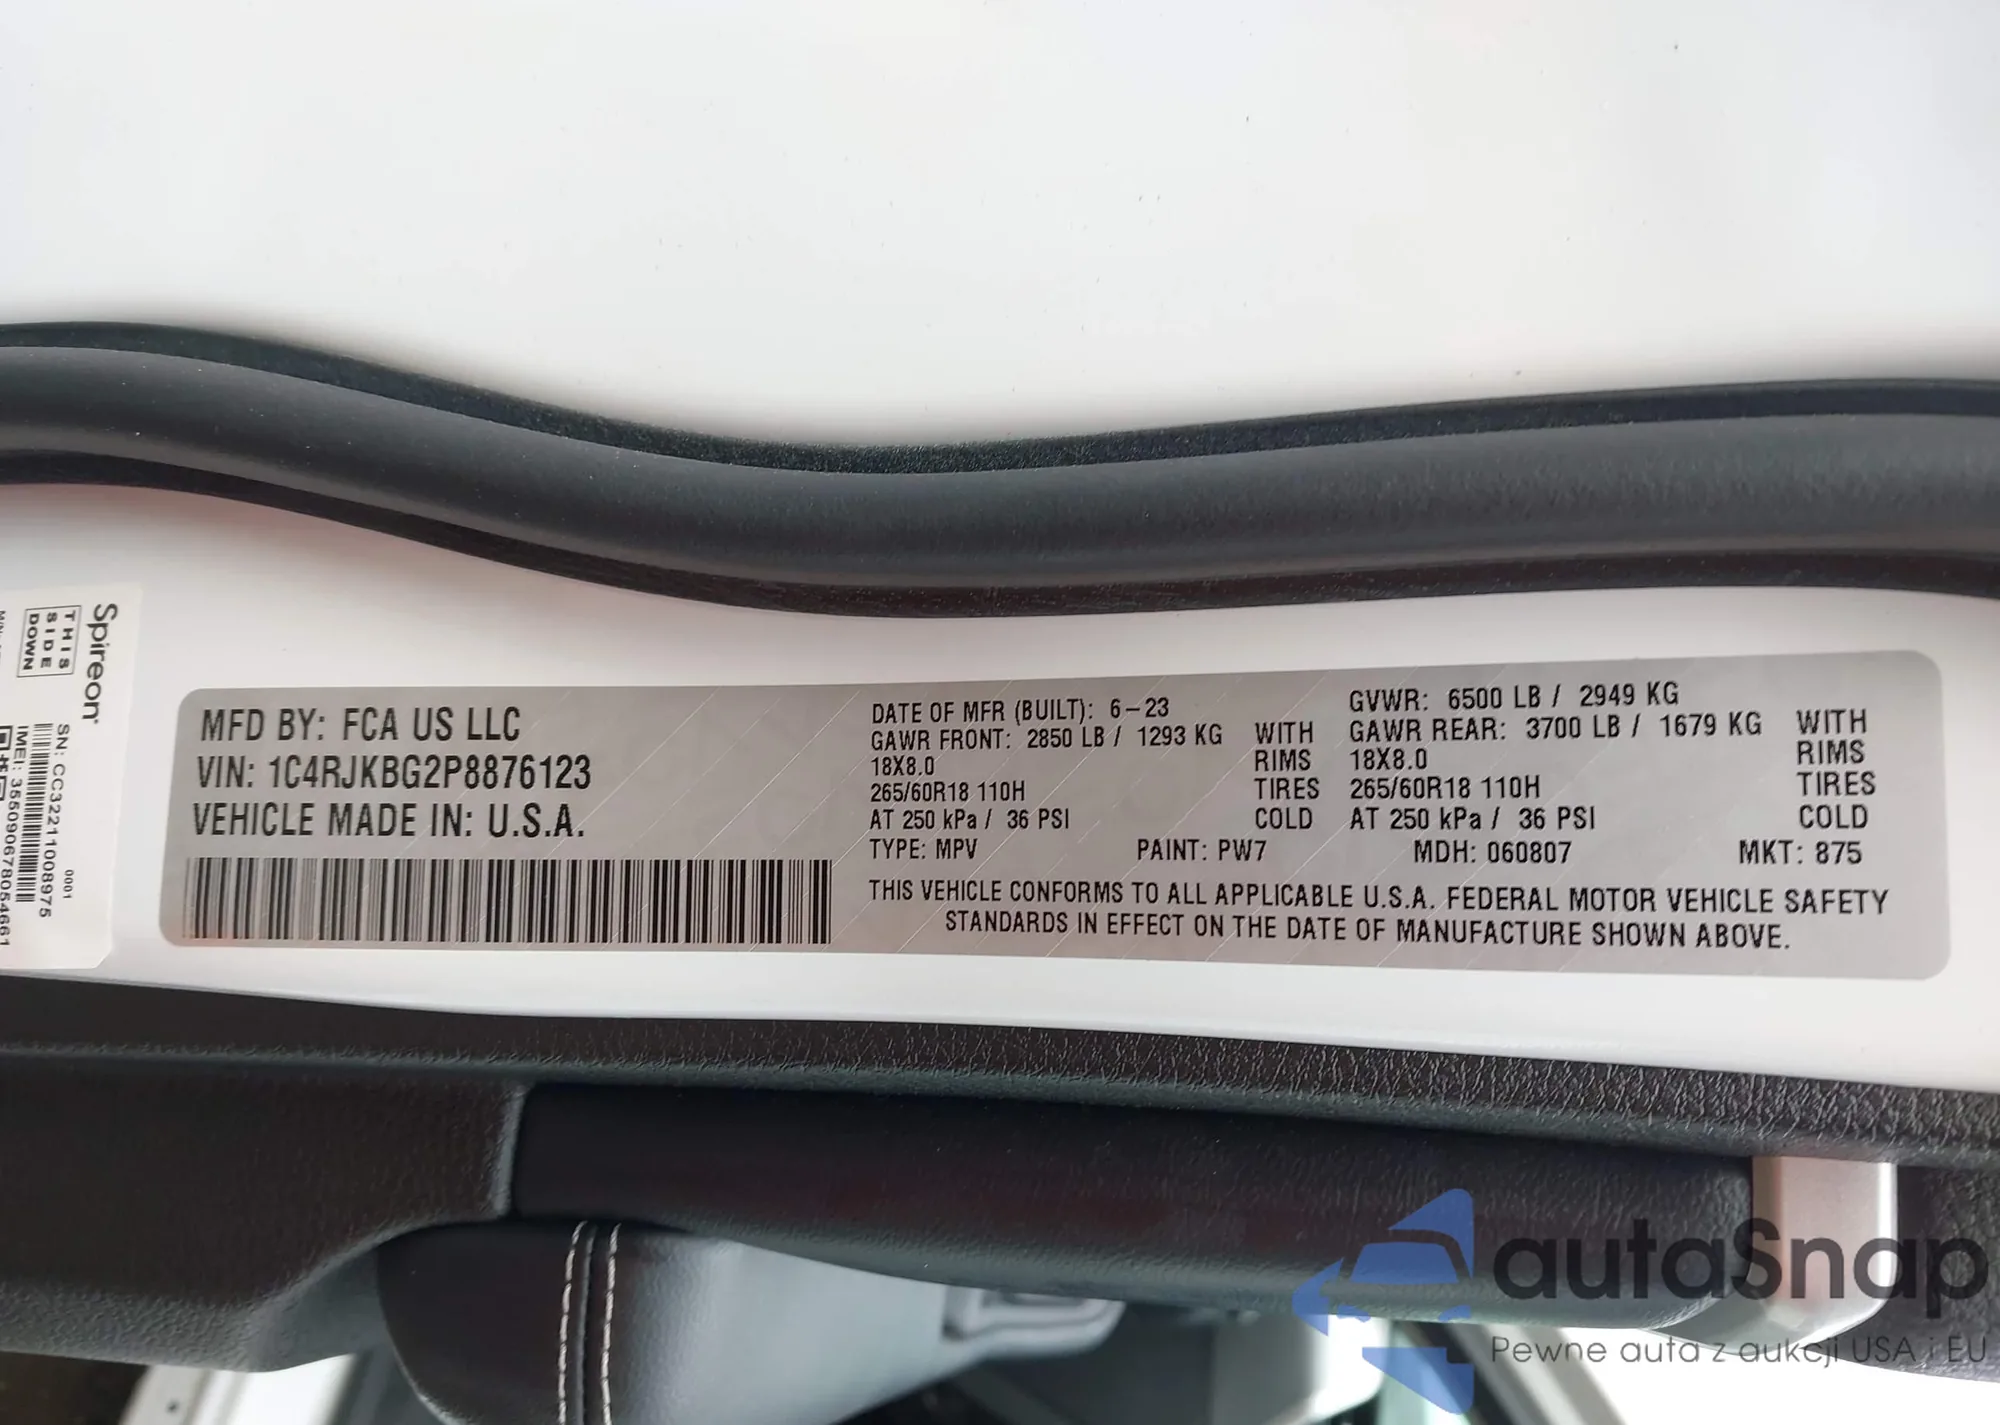 Spireon
THIS
SIDE
DOWN
SN: CC32211008975
0001
IMEI: 355090678054661
MFD BY: FCA US LLC
VIN: 1C4RJKBG2P8876123
VEHICLE MADE IN: U.S.A.
DATE OF MFR (BUILT): 6-23 GVWR: 6500 LB / 2949 KG
GAWR FRONT: 2850 LB / 1293 KG WITH GAWR REAR: 3700 LB / 1679 KG WITH
18X8.0 RIMS 18X8.0 RIMS
265/60R18 110H TIRES 265/60R18 110H TIRES
AT 250 kPa / 36 PSI COLD AT 250 kPa / 36 PSI COLD
TYPE: MPV PAINT: PW7 MDH: 060807 MKT: 875
THIS VEHICLE CONFORMS TO ALL APPLICABLE U.S.A. FEDERAL MOTOR VEHICLE SAFETY
STANDARDS IN EFFECT ON THE DATE OF MANUFACTURE SHOWN ABOVE.
autaSnap
Pewne auta z aukcji USA i EU